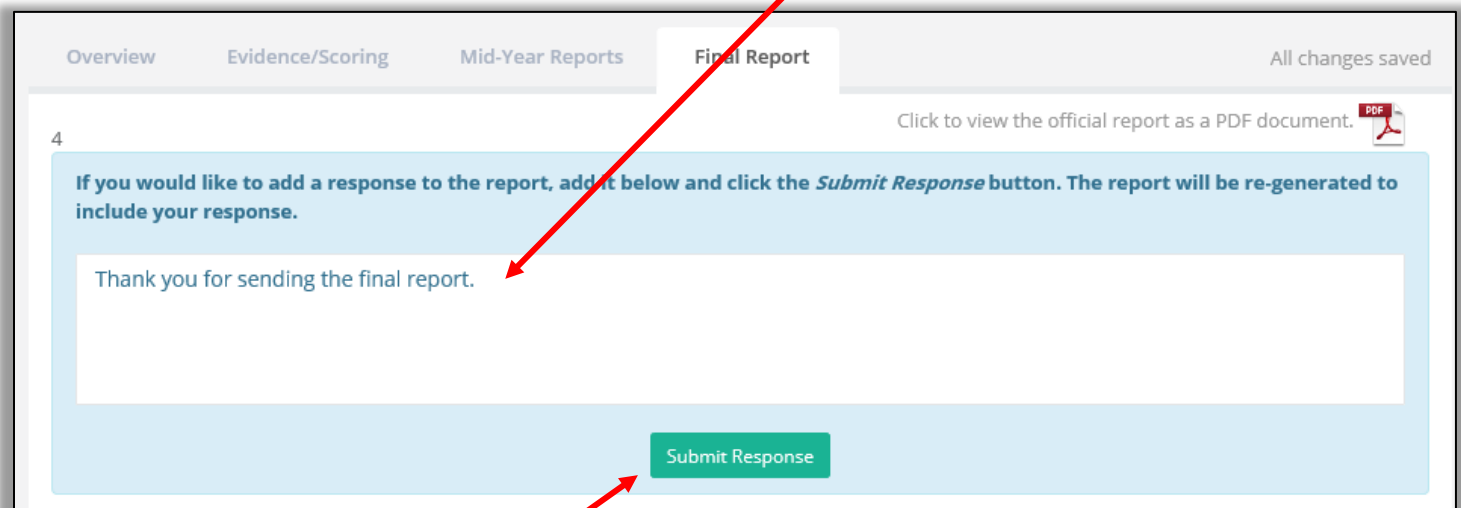 Overview Evidence/Scoring Mid-Year Reports Final Report All changes saved
Click to view the official report as a PDF document. PDF
4
If you would like to add a response to the report, add it below and click the Submit Response button. The report will be re-generated to
include your response.
Thank you for sending the final report.
Submit Response